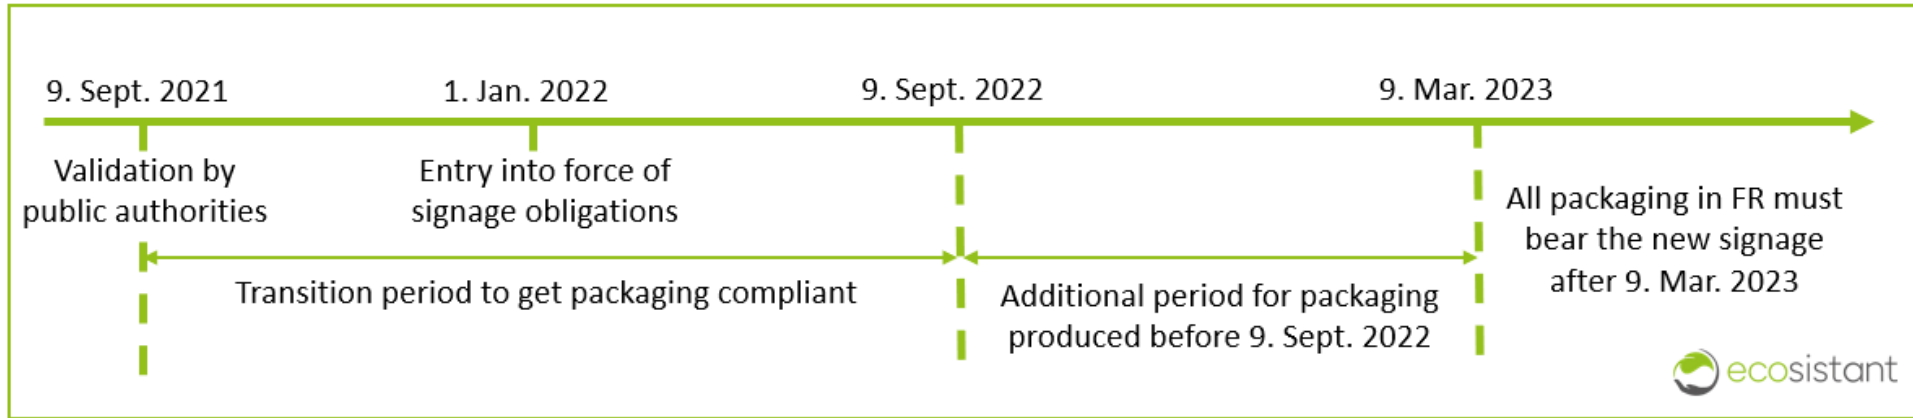 9. Sept. 2021
1. Jan. 2022
9. Sept. 2022
9. Mar. 2023
Validation by
public authorities
Entry into force of
signage obligations
All packaging in FR must
bear the new signage
after 9. Mar. 2023
Transition period to get packaging compliant
Additional period for packaging
produced before 9. Sept. 2022
ecosistant